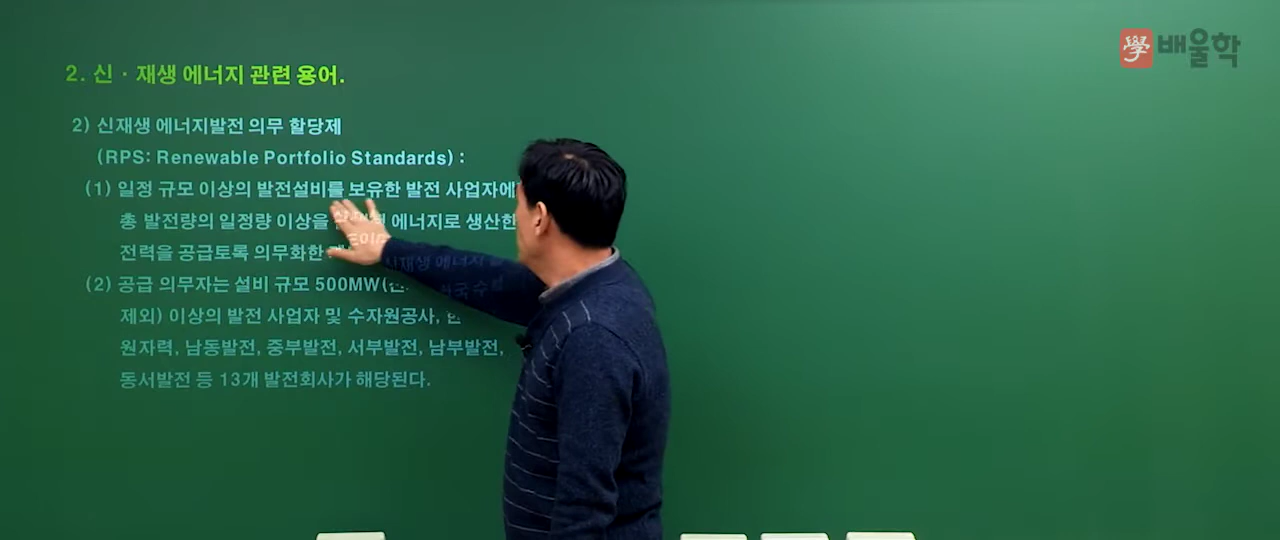 學 배울학
2. 신 · 재생 에너지 관련 용어.
2) 신재생 에너지발전 의무 할당제
(RPS: Renewable Portfolio Standards) :
(1) 일정 규모 이상의 발전설비를 보유한 발전 사업자에
총 발전량의 일정량 이상을 에너지로 생산한
전력을 공급토록 의무화한
(2) 공급 의무자는 설비 규모 500MW(
제외) 이상의 발전 사업자 및 수자원공사,
원자력, 남동발전, 중부발전, 서부발전, 남부발전,
동서발전 등 13개 발전회사가 해당된다.